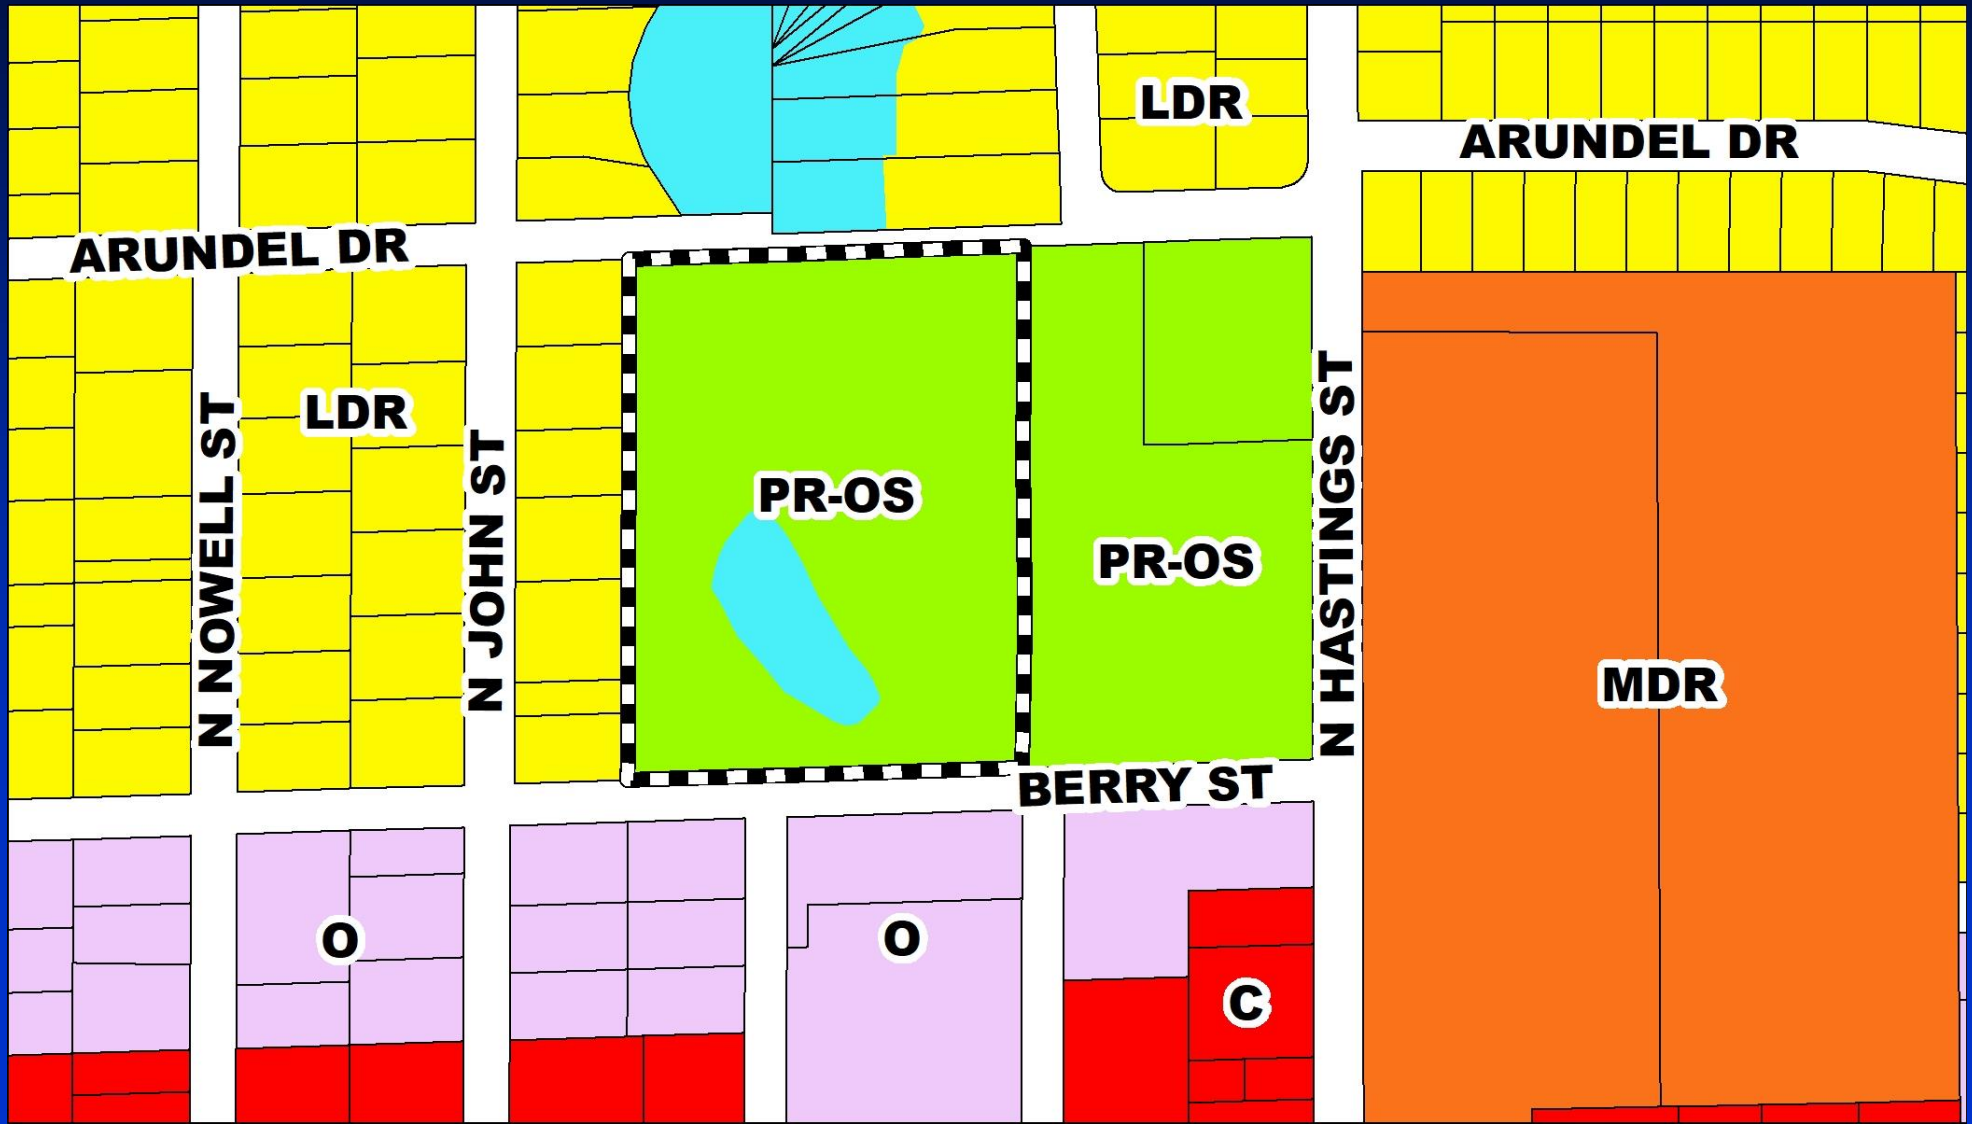 LDR
ARUNDEL DR
ARUNDEL DR
LDR
N NOWELL ST
N JOHN ST
PR-OS
PR-OS
N HASTINGS ST
MDR
BERRY ST
O
O
C